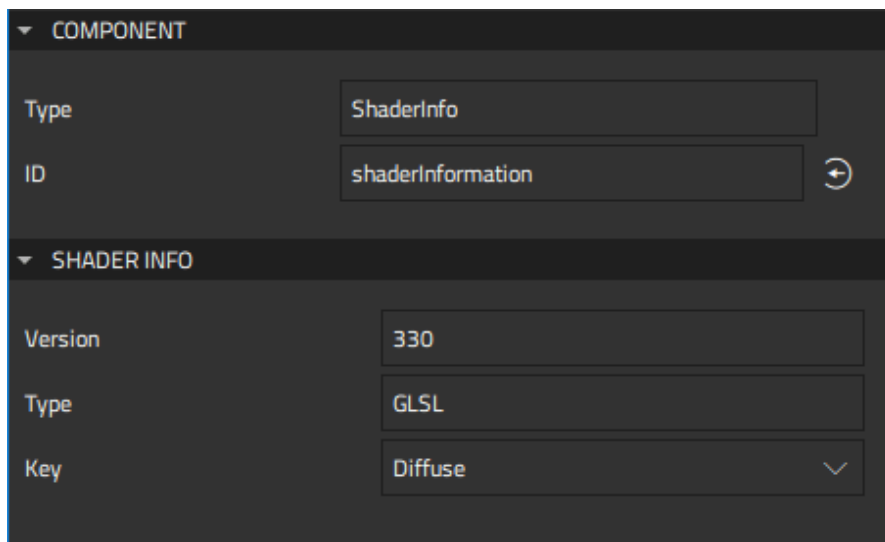 COMPONENT
Type ShaderInfo
ID shaderInformation
SHADER INFO
Version 330
Type GLSL
Key Diffuse